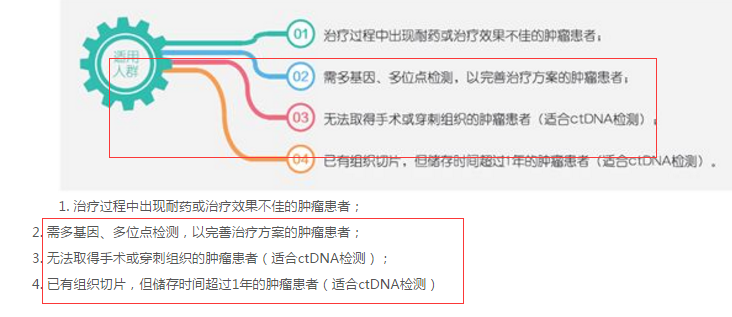 适用
人群
01 治疗过程中出现耐药或治疗效果不佳的肿瘤患者；
02 需多基因、多位点检测，以完善治疗方案的肿瘤患者；
03 无法取得手术或穿刺组织的肿瘤患者（适合ctDNA检测）；
04 已有组织切片，但储存时间超过1年的肿瘤患者（适合ctDNA检测）。
1. 治疗过程中出现耐药或治疗效果不佳的肿瘤患者；
2. 需多基因、多位点检测，以完善治疗方案的肿瘤患者；
3. 无法取得手术或穿刺组织的肿瘤患者（适合ctDNA检测）；
4. 已有组织切片，但储存时间超过1年的肿瘤患者（适合ctDNA检测）